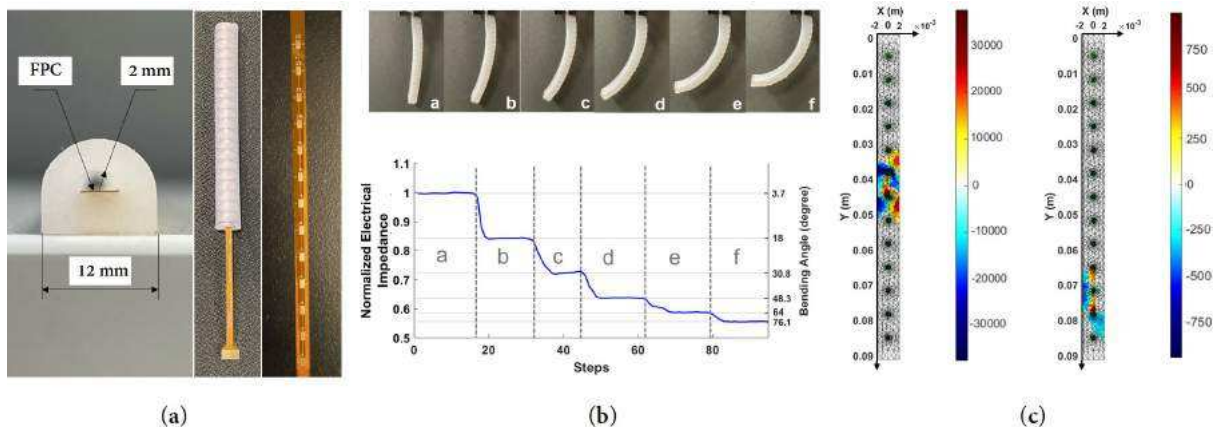 FPC
2 mm
12 mm
(a)
a b c d e f
Normalized Electrical
Impedance
1.1
1
0.9
0.8
0.7
0.6
0.5
a b c d e f
0 20 40 60 80
Steps
3.7
18
30.8
48.3
64
76.1
Bending Angle (degree)
(b)
X (m)
-2 0 2 × 10⁻³
0
0.01
0.02
0.03
0.04
0.05
0.06
0.07
0.08
0.09
Y (m)
30000
20000
10000
0
-10000
-20000
-30000
X (m)
-2 0 2 × 10⁻³
0
0.01
0.02
0.03
0.04
0.05
0.06
0.07
0.08
0.09
Y (m)
750
500
250
0
-250
-500
-750
(c)